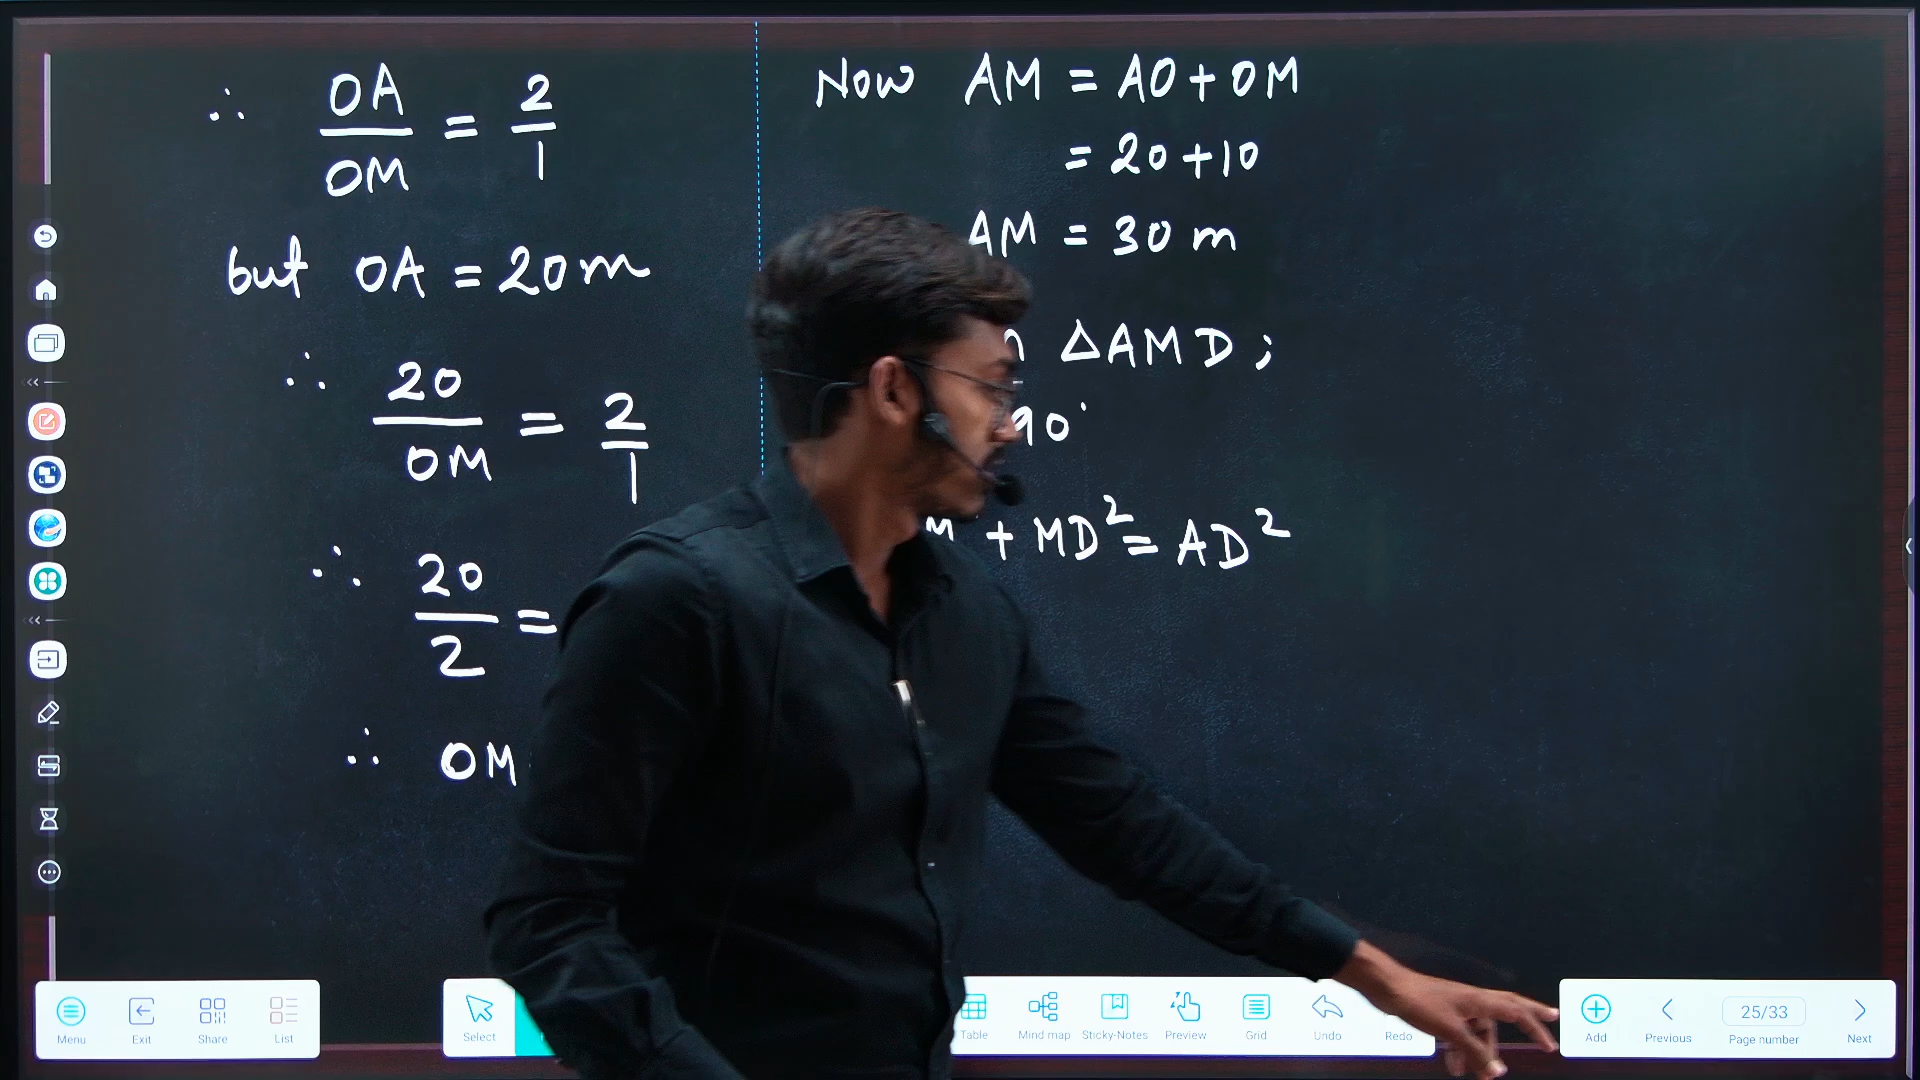 ∴ OA/OM = 2/1
but OA = 20m
∴ 20/OM = 2/1
∴ 20/2 =
∴ OM
Now AM = AO + OM
= 20 + 10
AM = 30 m
△AMD ;
90°
M + MD² = AD²
Menu
Exit
Share
List
Select
Table
Mind map
Sticky-Notes
Preview
Grid
Undo
Redo
Add
Previous
25/33
Page number
Next